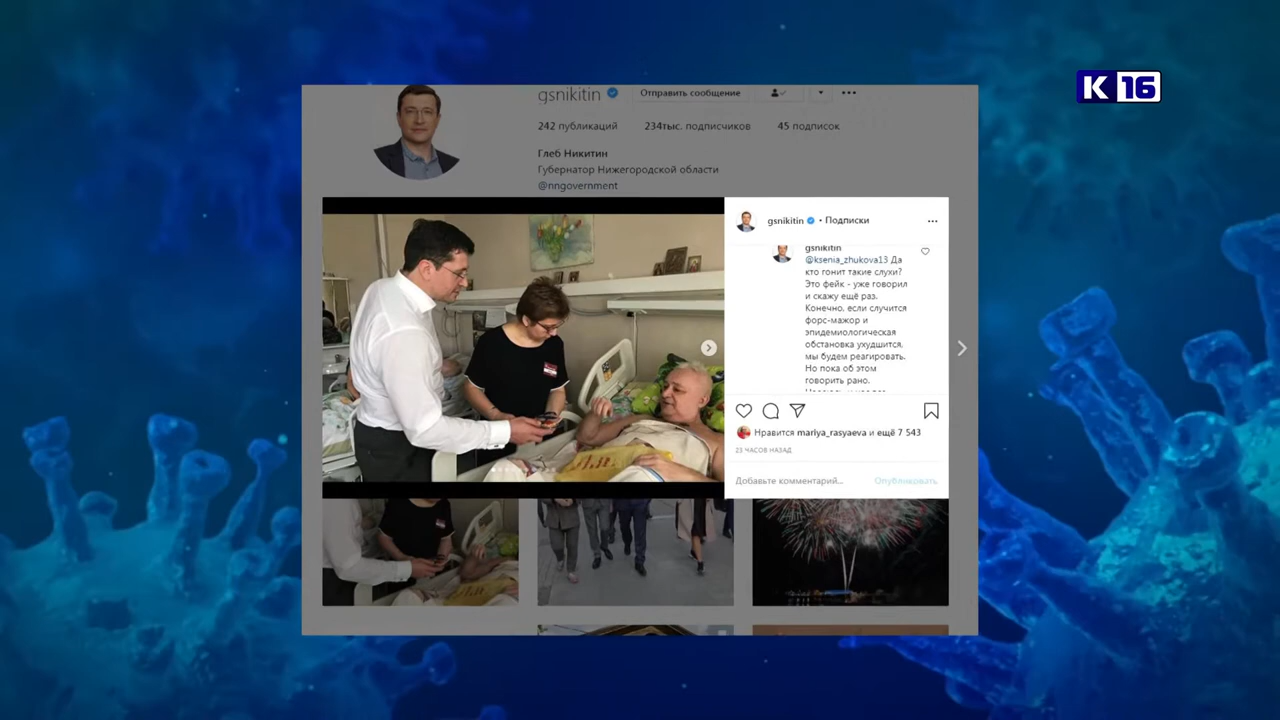 К 16
gsnikitin
Отправить сообщение
242 публикаций
234тыс. подписчиков
45 подписок
Глеб Никитин
Губернатор Нижегородской области
@nngovernment
gsnikitin • Подписки
gsnikitin
@ksenia_zhukova13 Да
кто гонит такие слухи?
Это фейк - уже говорил
и скажу ещё раз.
Конечно, если случится
форс-мажор и
эпидемиологическая
обстановка ухудшится,
мы будем реагировать.
Но пока об этом
говорить рано.
Нравится mariya_rasyaeva и ещё 7 543
23 ЧАСОВ НАЗАД
Добавьте комментарий...
Опубликовать